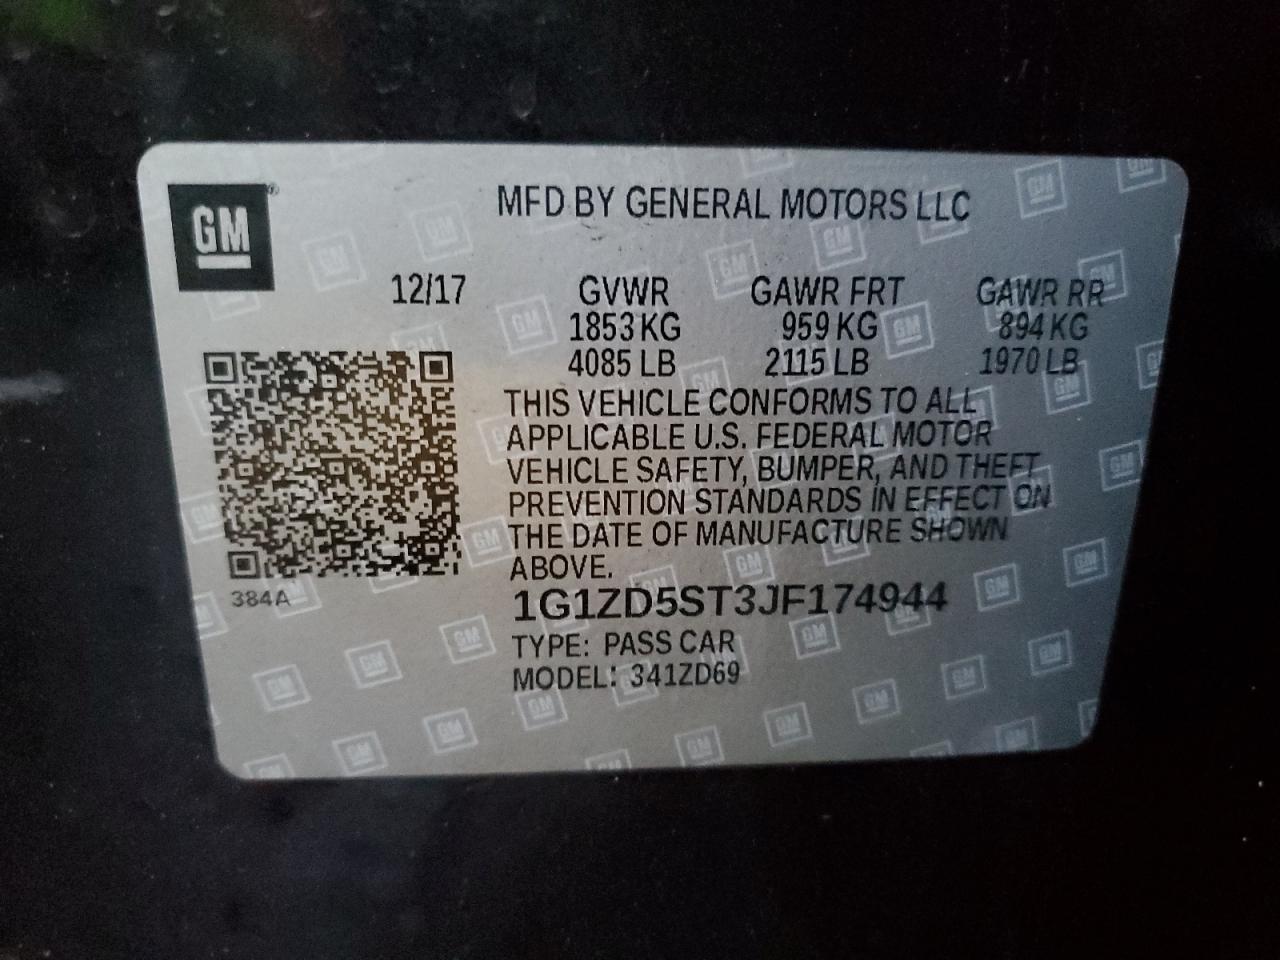 GM
MFD BY GENERAL MOTORS LLC
12/17 GVWR GAWR FRT GAWR RR
1853 KG 959 KG 894 KG
4085 LB 2115 LB 1970 LB
THIS VEHICLE CONFORMS TO ALL
APPLICABLE U.S. FEDERAL MOTOR
VEHICLE SAFETY, BUMPER, AND THEFT
PREVENTION STANDARDS IN EFFECT ON
THE DATE OF MANUFACTURE SHOWN
ABOVE.
384A
1G1ZD5ST3JF174944
TYPE: PASS CAR
MODEL: 341ZD69